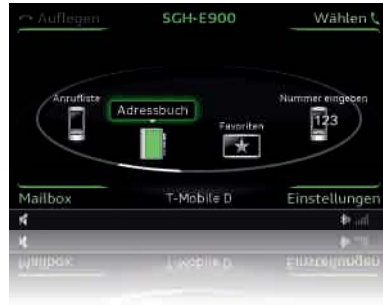 Auflegen SGH-E900 Wählen
Anrufliste Adressbuch Favoriten Nummer eingeben
123
Mailbox T-Mobile D Einstellungen